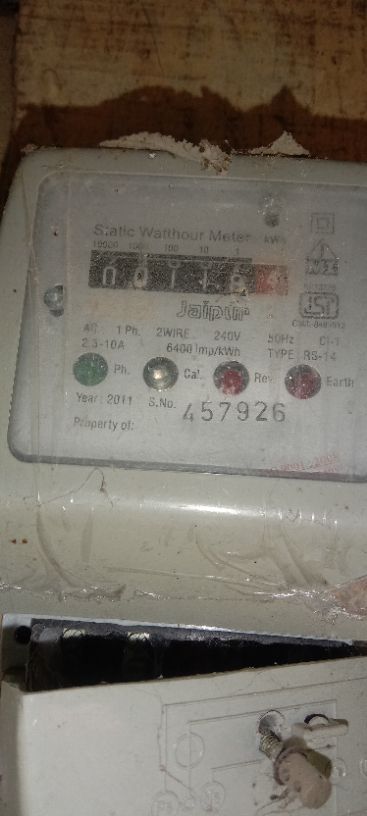 Static Watthour Meter kWh
10000 1000 100 10 1
Jaipur
AC 1 Ph. 2WIRE 240V 50Hz Cl-1
2.5-10A 6400 imp/kWh TYPE RS-14
Ph. Cal. Rev. Earth
Year: 2011 S.No. 457926
Property of: